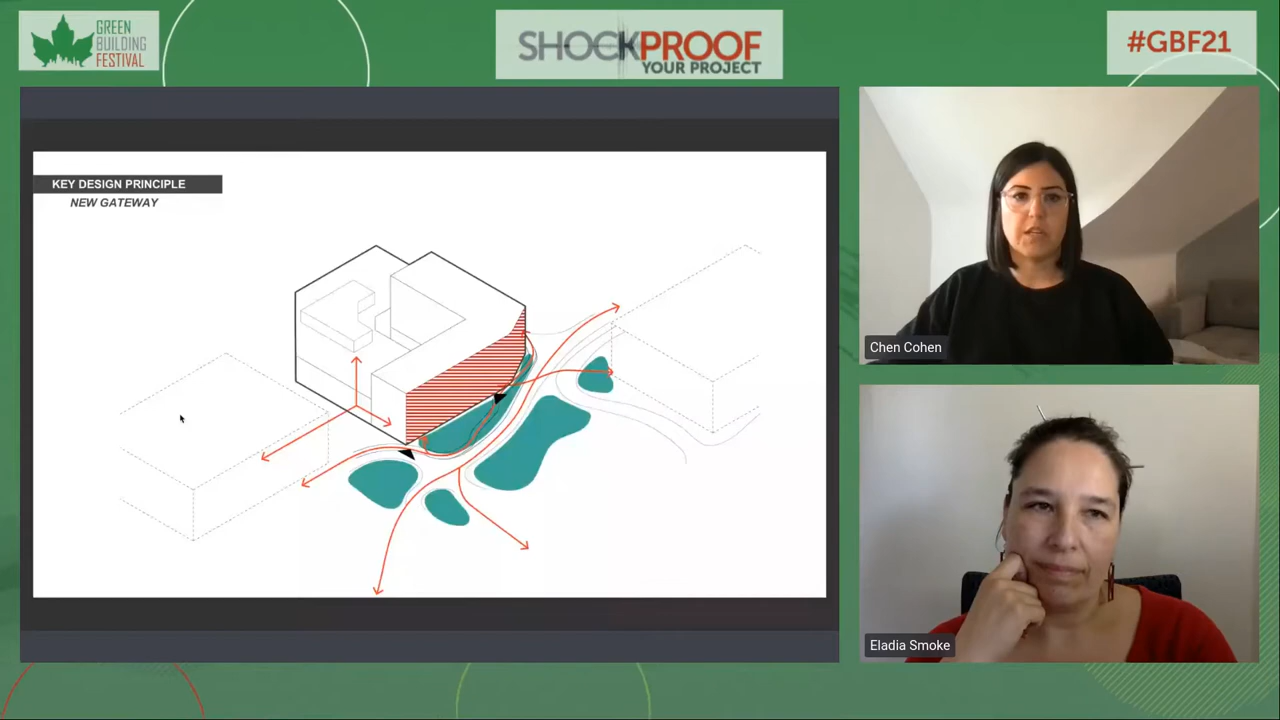 GREEN
BUILDING
FESTIVAL
SHOCKPROOF
YOUR PROJECT
#GBF21
KEY DESIGN PRINCIPLE
NEW GATEWAY
Chen Cohen
Eladia Smoke